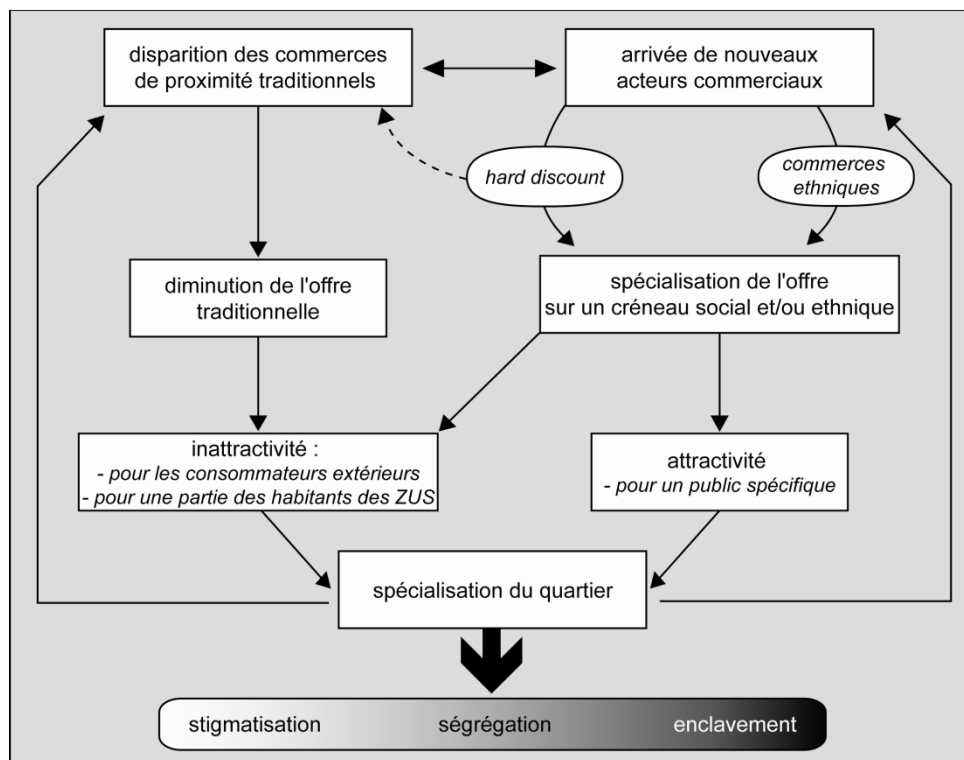 disparition des commerces
de proximité traditionnels
arrivée de nouveaux
acteurs commerciaux
hard discount
commerces
ethniques
diminution de l'offre
traditionnelle
spécialisation de l'offre
sur un créneau social et/ou ethnique
inattractivité :
- pour les consommateurs extérieurs
- pour une partie des habitants des ZUS
attractivité
- pour un public spécifique
spécialisation du quartier
stigmatisation ségrégation enclavement